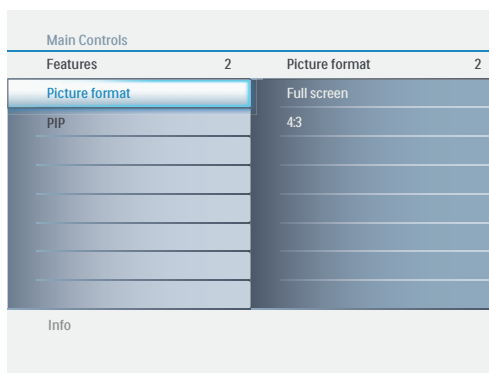 Main Controls
Features 2 Picture format 2
Picture format Full screen
PIP 4:3
Info